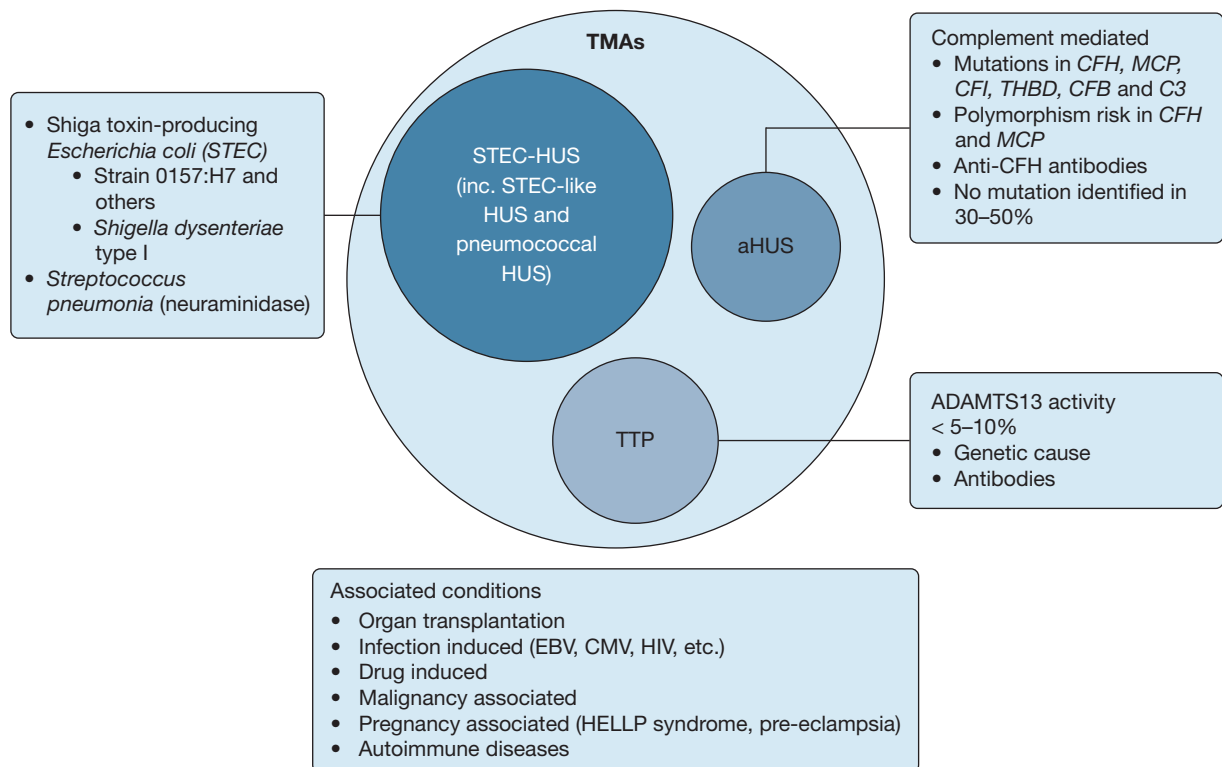 TMAs
• Shiga toxin-producing
Escherichia coli (STEC)
• Strain 0157:H7 and
others
• Shigella dysenteriae
type I
• Streptococcus
pneumonia (neuraminidase)
STEC-HUS
(inc. STEC-like
HUS and
pneumococcal
HUS)
aHUS
TTP
Complement mediated
• Mutations in CFH, MCP,
CFI, THBD, CFB and C3
• Polymorphism risk in CFH
and MCP
• Anti-CFH antibodies
• No mutation identified in
30–50%
ADAMTS13 activity
< 5–10%
• Genetic cause
• Antibodies
Associated conditions
• Organ transplantation
• Infection induced (EBV, CMV, HIV, etc.)
• Drug induced
• Malignancy associated
• Pregnancy associated (HELLP syndrome, pre-eclampsia)
• Autoimmune diseases